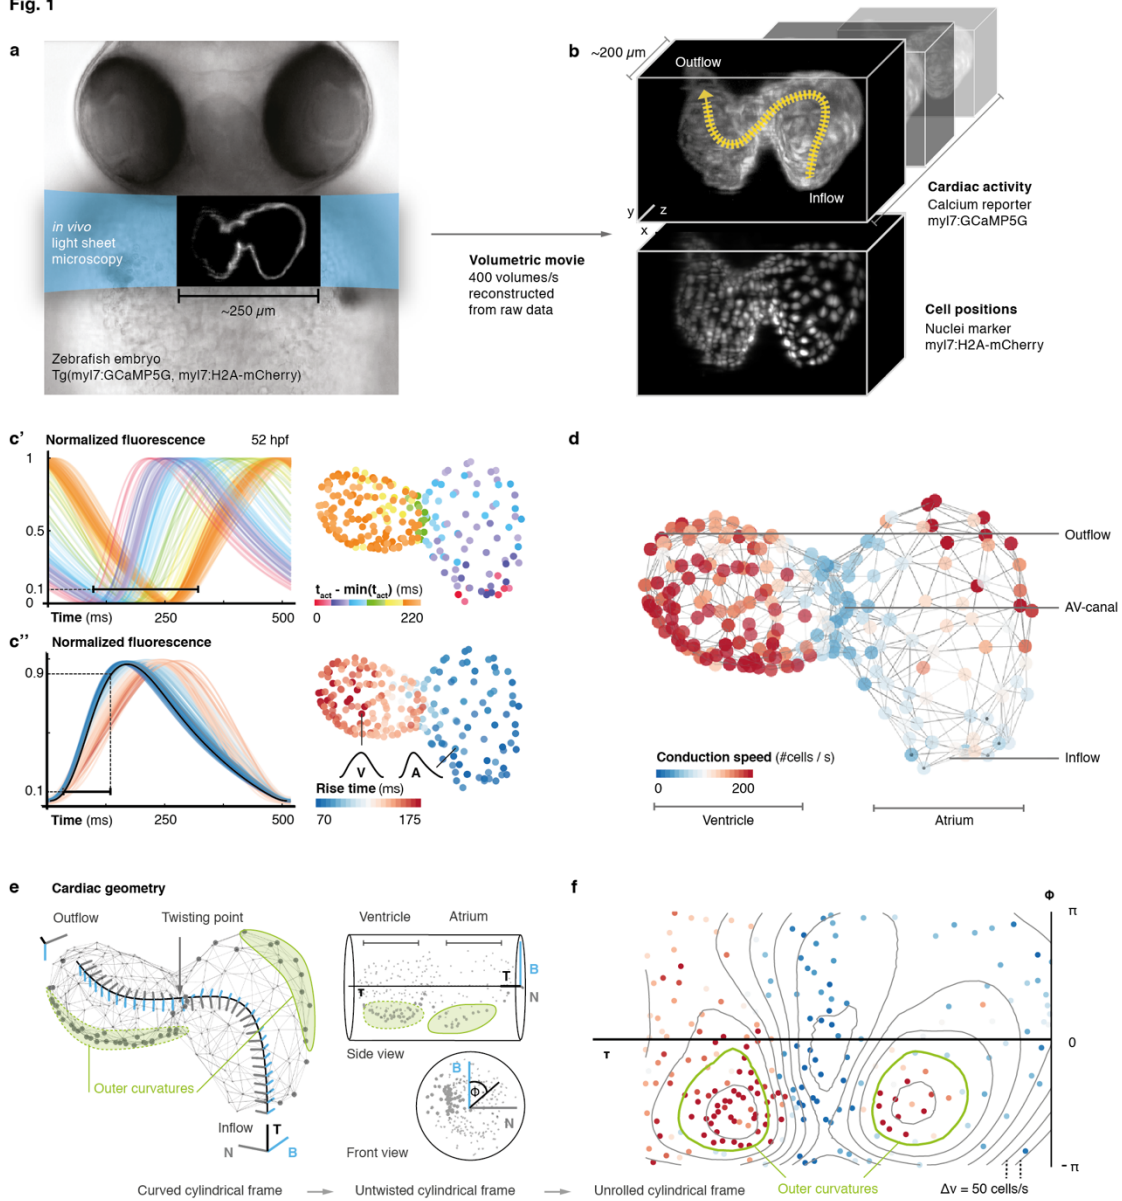 Fig. 1
a
in vivo
light sheet
microscopy
~250 μm
Zebrafish embryo
Tg(myl7:GCaMP5G, myl7:H2A-mCherry)
Volumetric movie
400 volumes/s
reconstructed
from raw data
b
~200 μm
Outflow
Inflow
y
z
x
Cardiac activity
Calcium reporter
myl7:GCaMP5G
Cell positions
Nuclei marker
myl7:H2A-mCherry
c’
Normalized fluorescence
52 hpf
1
0.5
0.1
0
Time (ms)
250
500
t_act - min(t_act) (ms)
0
220
c’’
Normalized fluorescence
0.9
0.1
Time (ms)
250
500
V
A
Rise time (ms)
70
175
d
Outflow
AV-canal
Inflow
Conduction speed (#cells / s)
0
200
Ventricle
Atrium
e
Cardiac geometry
Outflow
Twisting point
Outer curvatures
Inflow
T
N
B
Ventricle
Atrium
T
B
N
τ
Side view
B
Φ
N
Front view
Curved cylindrical frame
Untwisted cylindrical frame
Unrolled cylindrical frame
f
Φ
π
0
τ
- π
Outer curvatures
Δv = 50 cells/s